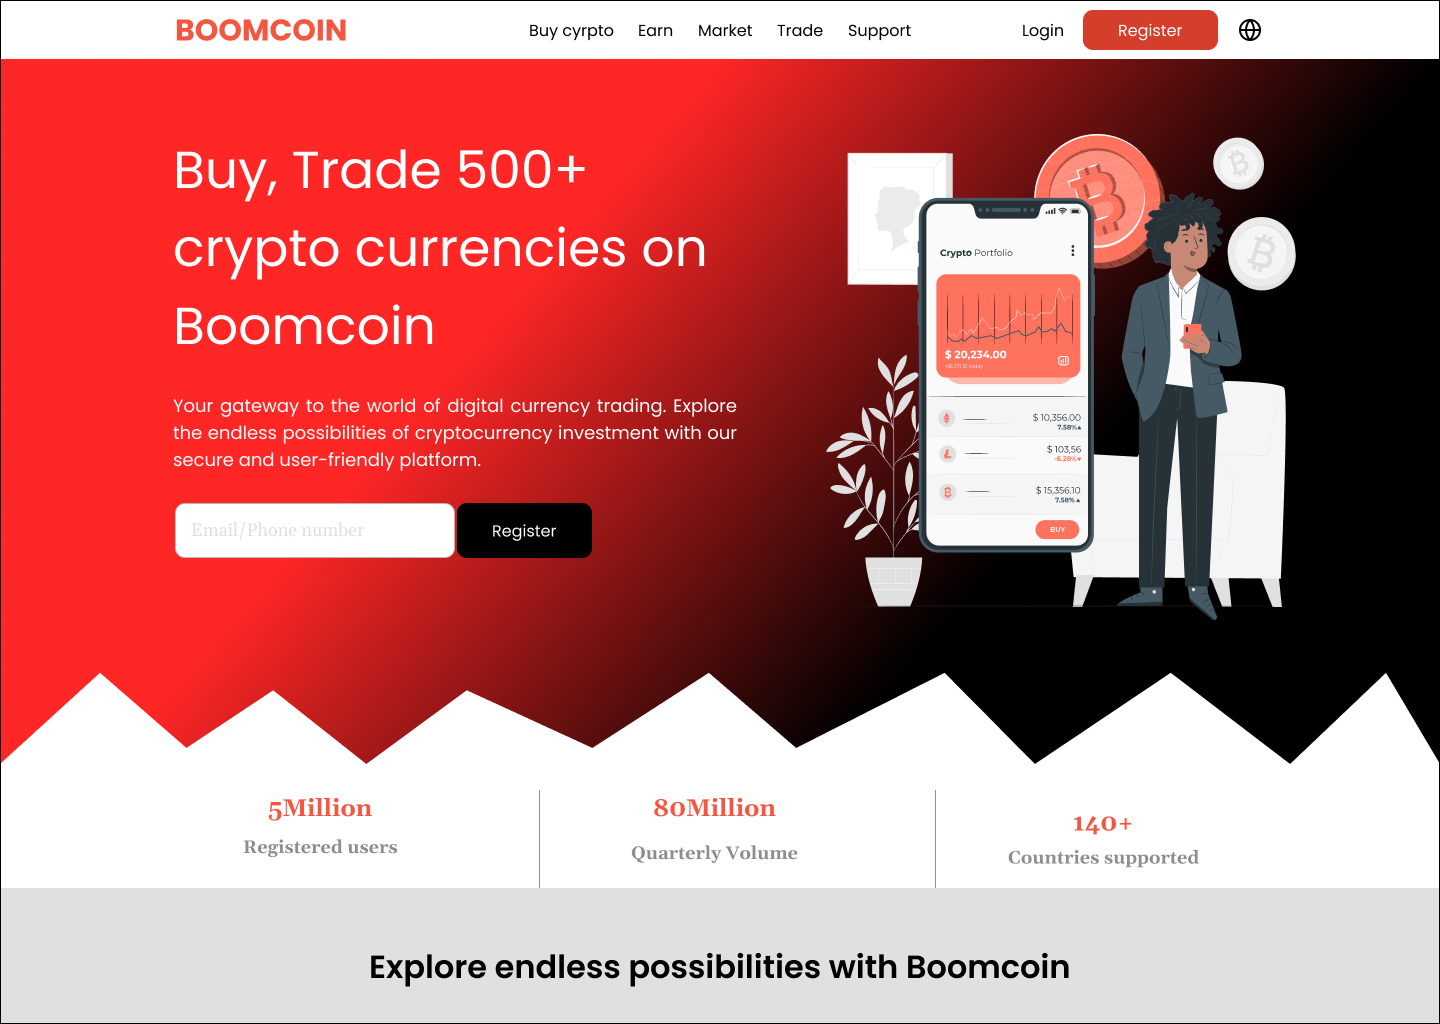 BOOMCOIN
Buy cyrpto Earn Market Trade Support
Login Register
Buy, Trade 500+
crypto currencies on
Boomcoin
Your gateway to the world of digital currency trading. Explore
the endless possibilities of cryptocurrency investment with our
secure and user-friendly platform.
Email/Phone number
Register
Crypto Portfolio
$ 20,234.00
$ 10,356.00
7.58%▲
$ 103,56
-6.28%▼
$ 15,356.10
7.58%▲
BUY
5Million
Registered users
80Million
Quarterly Volume
140+
Countries supported
Explore endless possibilities with Boomcoin